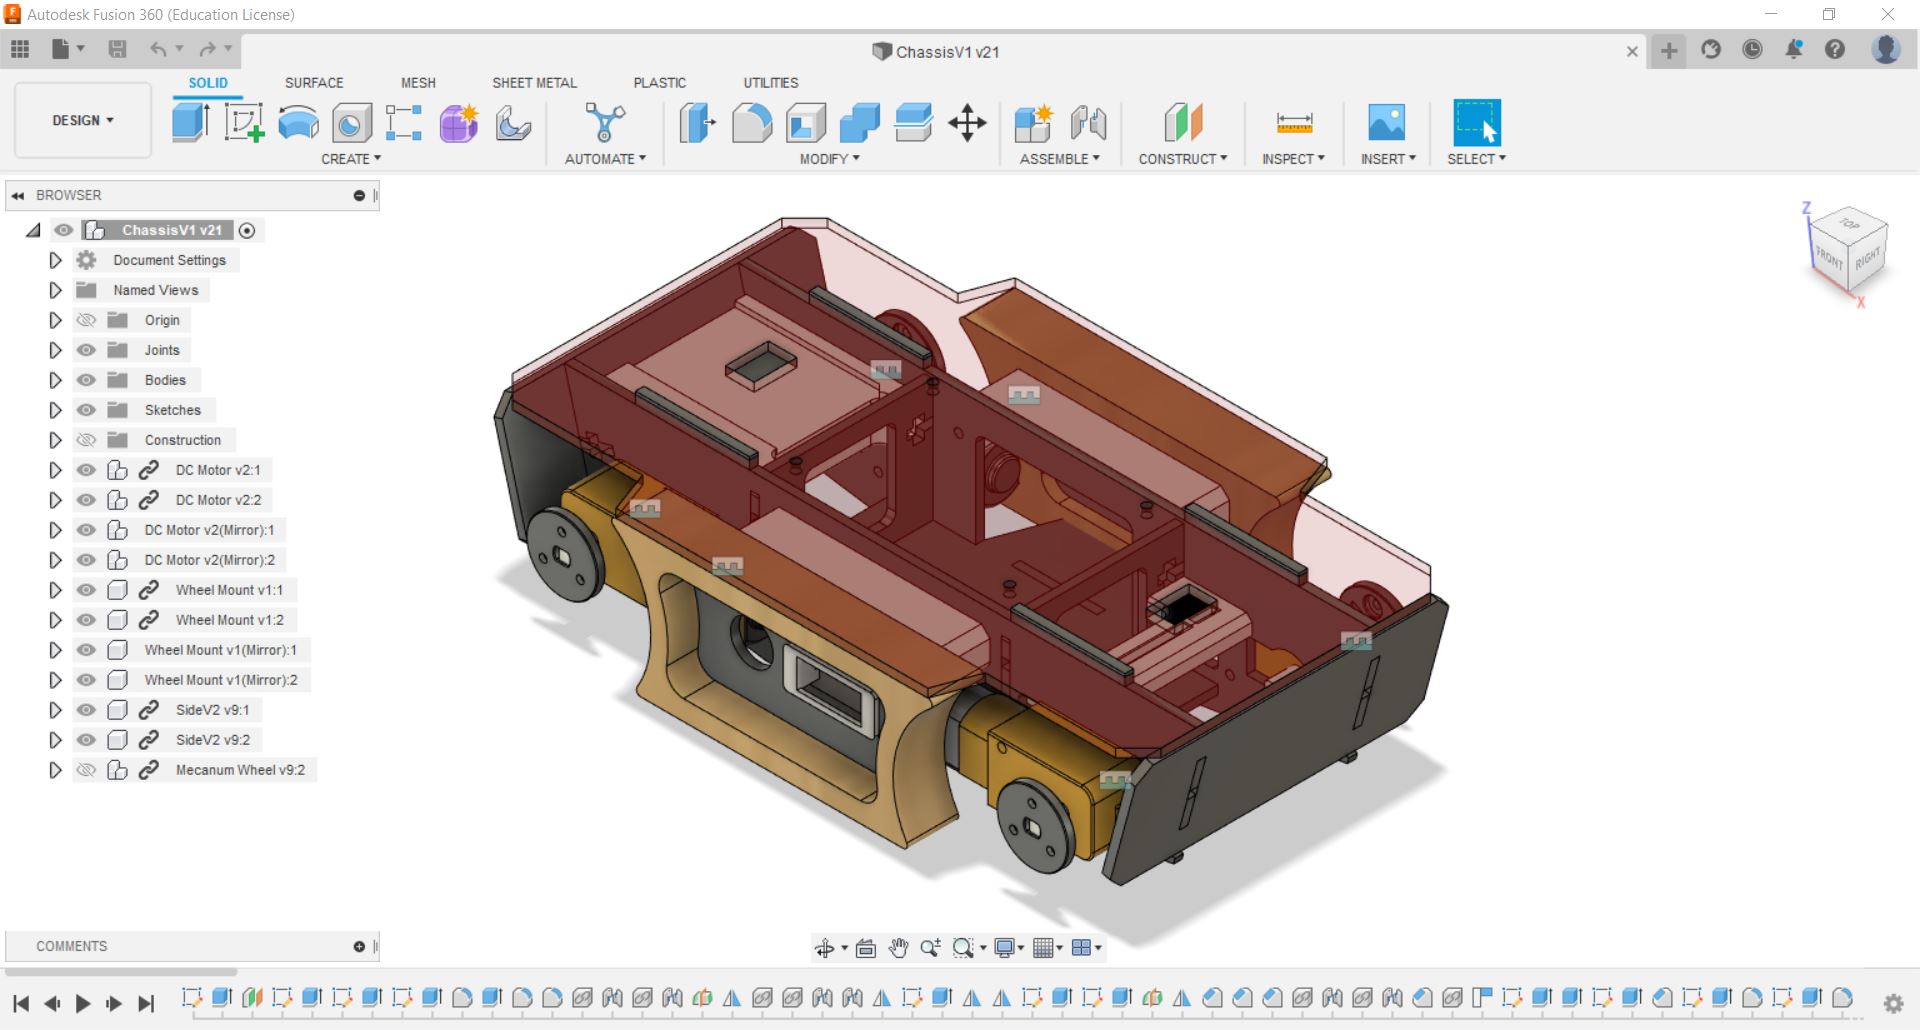 Autodesk Fusion 360 (Education License)
ChassisV1 v21
SOLID SURFACE MESH SHEET METAL PLASTIC UTILITIES
DESIGN
CREATE AUTOMATE MODIFY ASSEMBLE CONSTRUCT INSPECT INSERT SELECT
BROWSER
ChassisV1 v21
Document Settings
Named Views
Origin
Joints
Bodies
Sketches
Construction
DC Motor v2:1
DC Motor v2:2
DC Motor v2(Mirror):1
DC Motor v2(Mirror):2
Wheel Mount v1:1
Wheel Mount v1:2
Wheel Mount v1(Mirror):1
Wheel Mount v1(Mirror):2
SideV2 v9:1
SideV2 v9:2
Mecanum Wheel v9:2
Z
TOP
FRONT RIGHT
X
COMMENTS